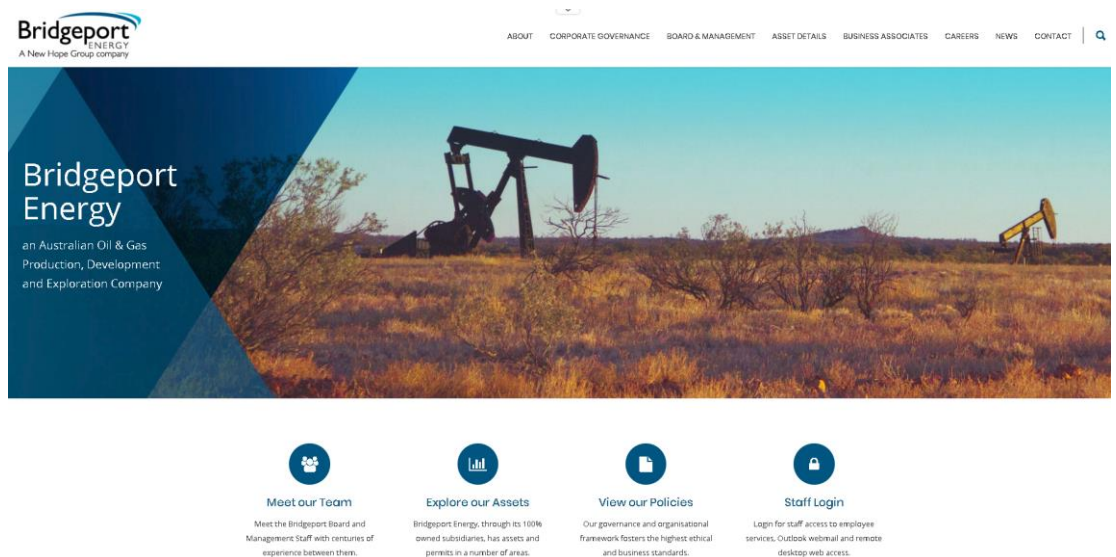 Bridgeport
ENERGY
A New Hope Group company
ABOUT CORPORATE GOVERNANCE BOARD & MANAGEMENT ASSET DETAILS BUSINESS ASSOCIATES CAREERS NEWS CONTACT
Bridgeport
Energy
an Australian Oil & Gas
Production, Development
and Exploration Company
Meet our Team
Meet the Bridgeport Board and
Management Staff with centuries of
experience between them.
Explore our Assets
Bridgeport Energy, through its 100%
owned subsidiaries, has assets and
permits in a number of areas.
View our Policies
Our governance and organisational
framework fosters the highest ethical
and business standards.
Staff Login
Login for staff access to employee
services, Outlook webmail and remote
desktop web access.